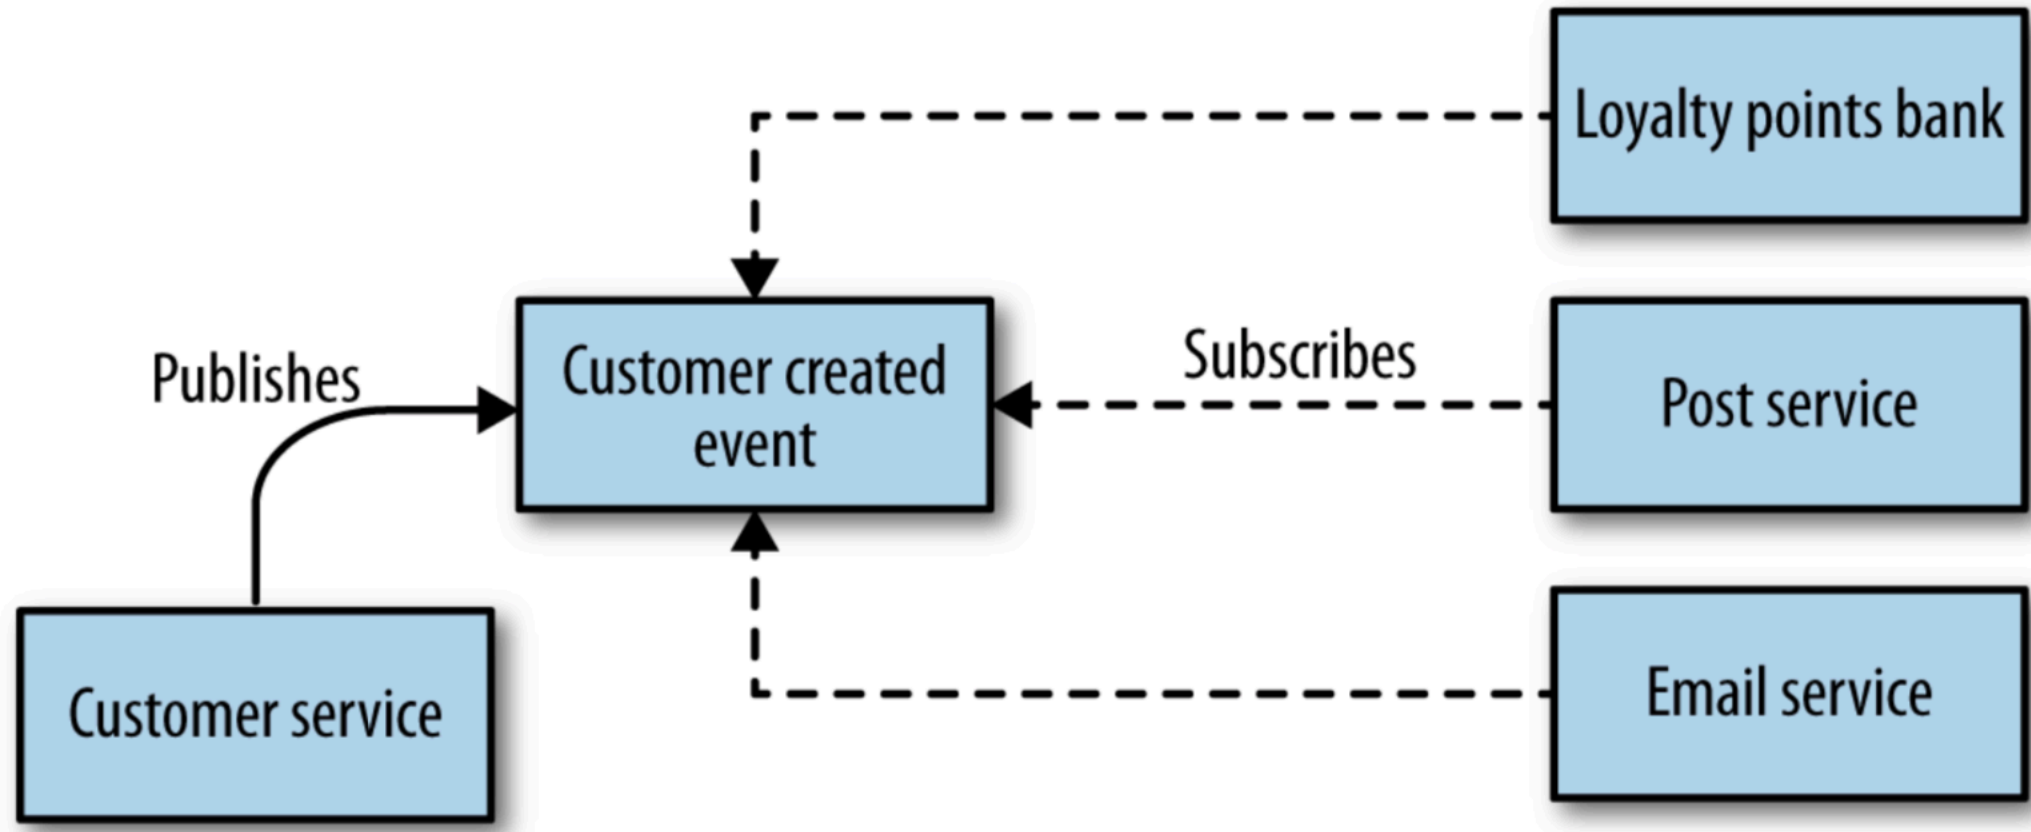 Loyalty points bank
Publishes
Customer created
event
Subscribes
Post service
Customer service
Email service